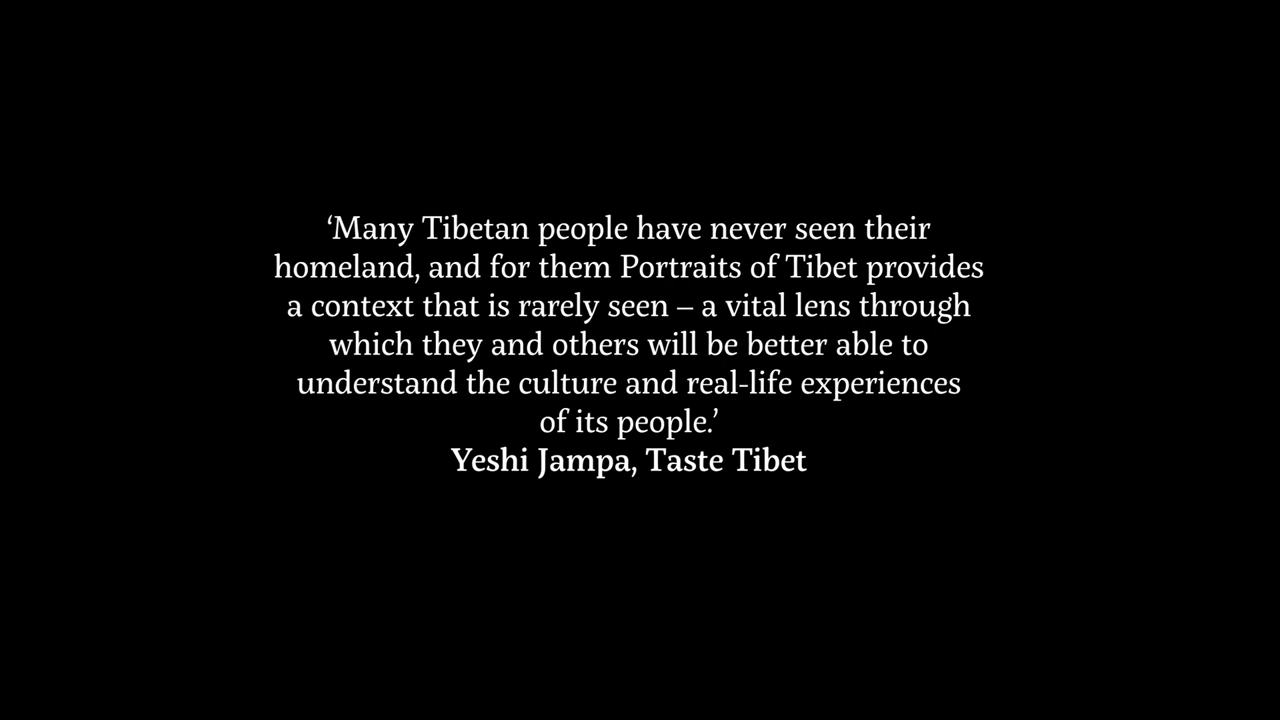 ‘Many Tibetan people have never seen their
homeland, and for them Portraits of Tibet provides
a context that is rarely seen – a vital lens through
which they and others will be better able to
understand the culture and real-life experiences
of its people.’
Yeshi Jampa, Taste Tibet